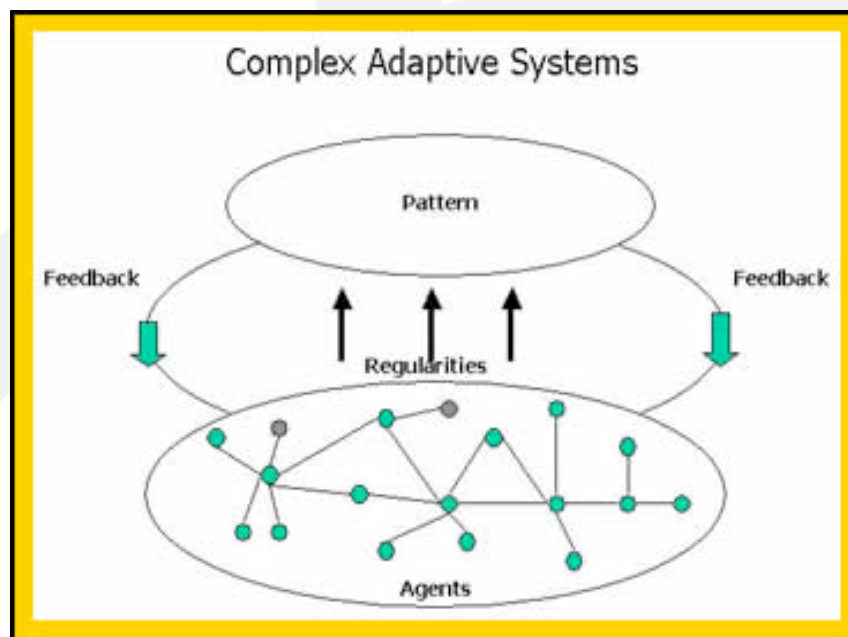 Complex Adaptive Systems
Pattern
Feedback
Feedback
Regularities
Agents